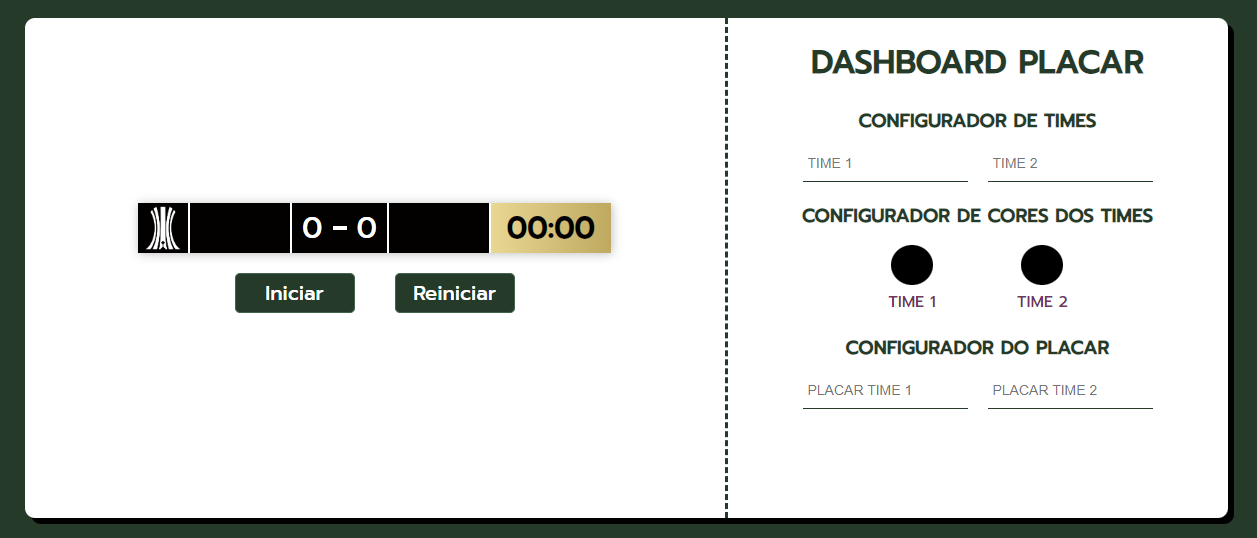 0 - 0
00:00
Iniciar
Reiniciar
DASHBOARD PLACAR
CONFIGURADOR DE TIMES
TIME 1
TIME 2
CONFIGURADOR DE CORES DOS TIMES
TIME 1
TIME 2
CONFIGURADOR DO PLACAR
PLACAR TIME 1
PLACAR TIME 2